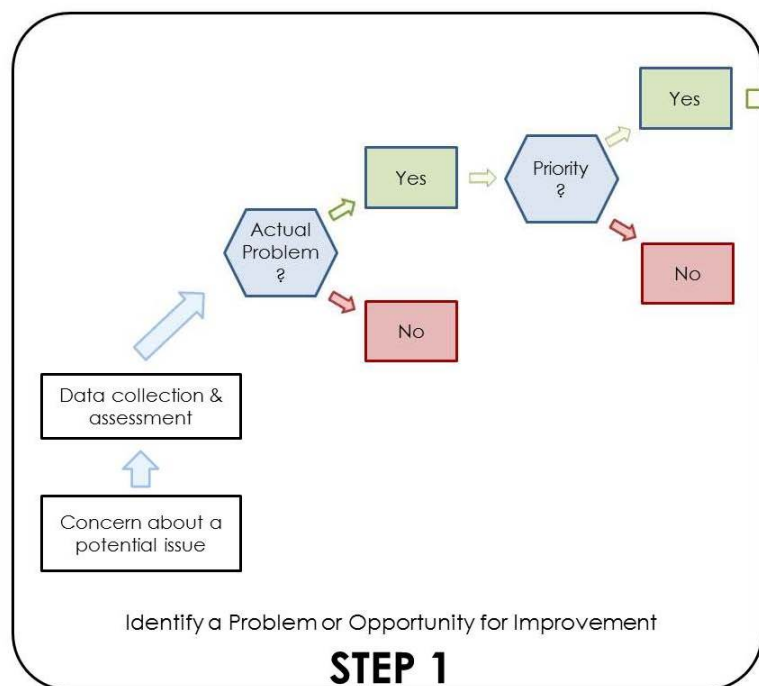 Yes
Yes
Priority
?
Actual
Problem
?
No
No
Data collection &
assessment
Concern about a
potential issue
Identify a Problem or Opportunity for Improvement
STEP 1